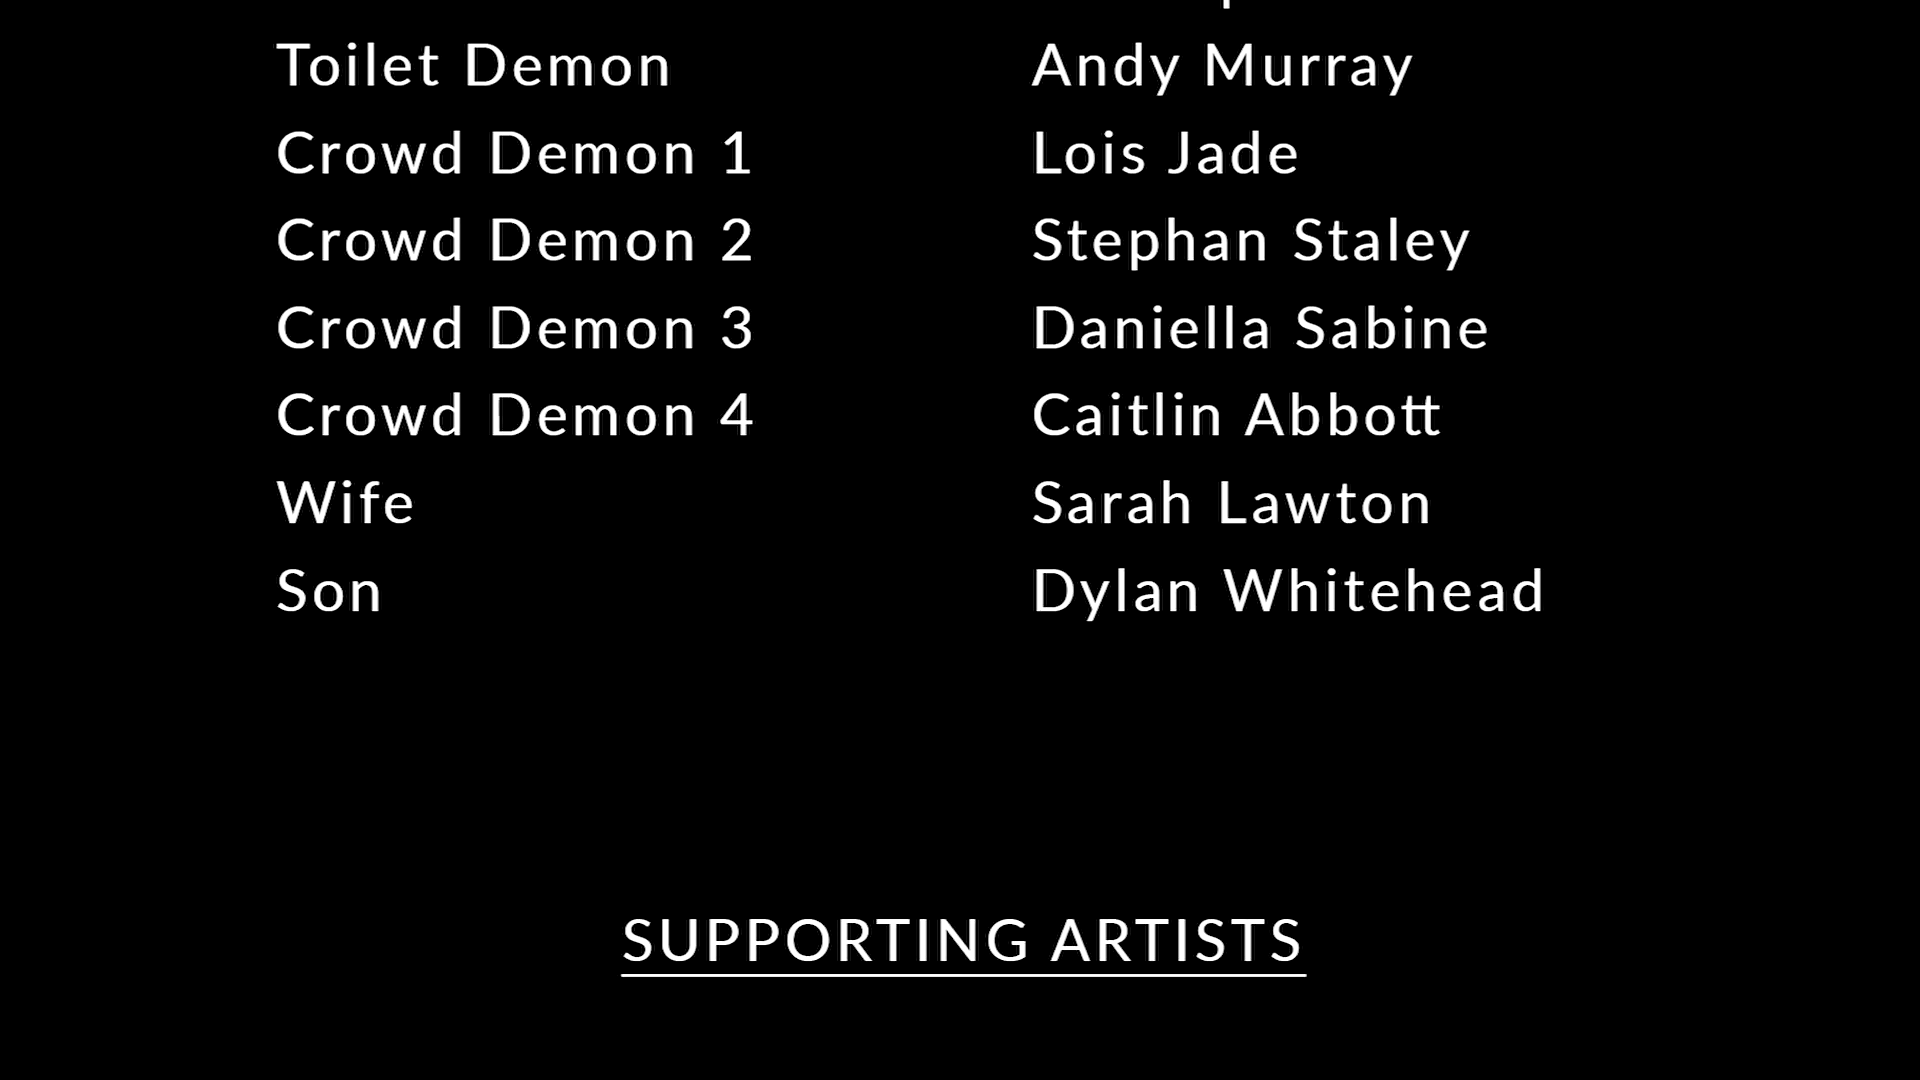 Toilet Demon Andy Murray
Crowd Demon 1 Lois Jade
Crowd Demon 2 Stephan Staley
Crowd Demon 3 Daniella Sabine
Crowd Demon 4 Caitlin Abbott
Wife Sarah Lawton
Son Dylan Whitehead
SUPPORTING ARTISTS